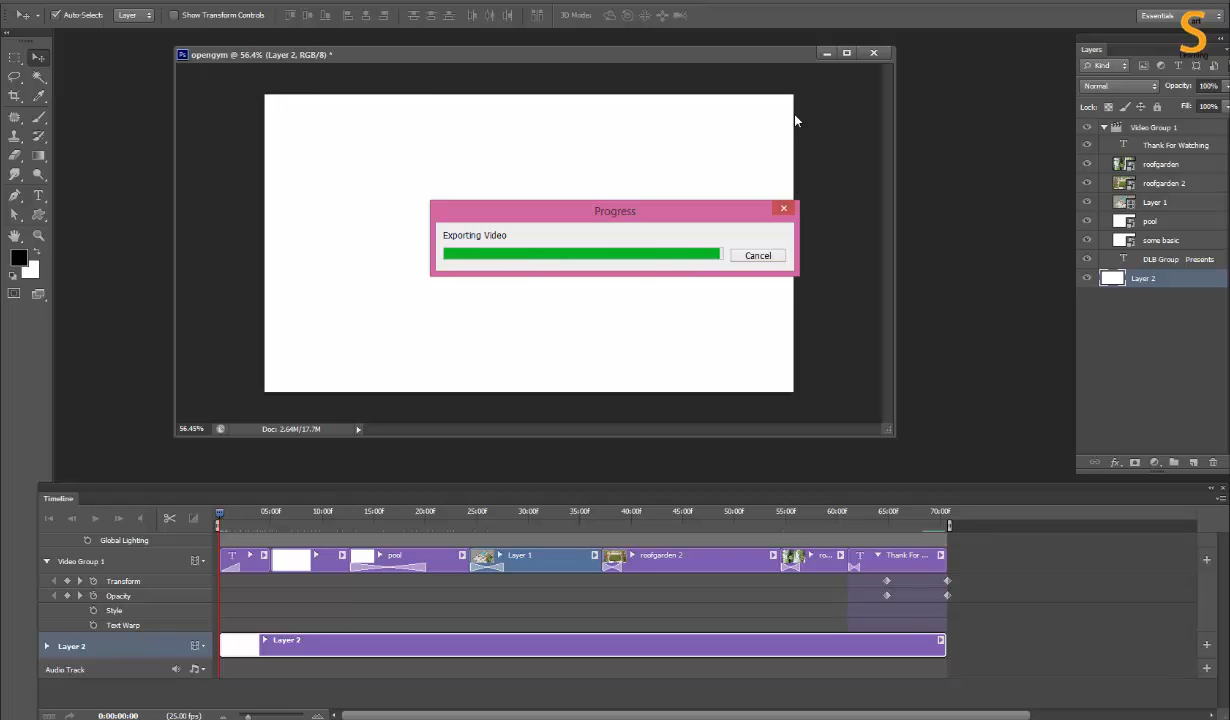 Auto-Select: Layer Show Transform Controls 3D Mode: Essentials
opengym @ 56.4% (Layer 2, RGB/8) *
Progress
Exporting Video
Cancel
56.45% Doc: 2.64M/17.7M
Layers
Kind
Normal Opacity: 100%
Lock: Fill: 100%
Video Group 1
Thank For Watching
roofgarden
roofgarden 2
Layer 1
pool
some basic
DLB Group Presents
Layer 2
Timeline
05:00F 10:00F 15:00F 20:00F 25:00F 30:00F 35:00F 40:00F 45:00F 50:00F 55:00F 60:00F 65:00F 70:00F
Global Lighting
Video Group 1 pool Layer 1 roofgarden 2 ro... Thank For ...
Transform
Opacity
Style
Text Warp
Layer 2 Layer 2
Audio Track
0:00:00:00 (25.00 fps)